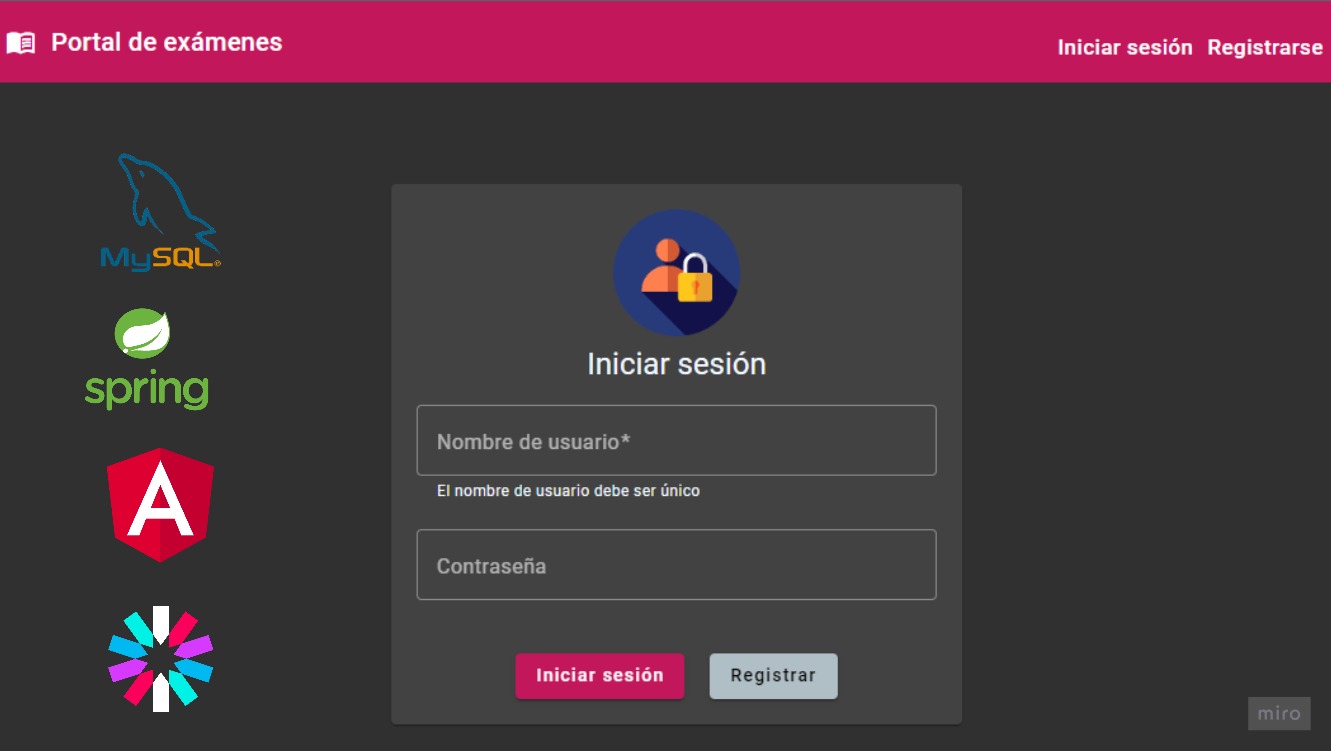 Portal de exámenes
Iniciar sesión Registrarse
MySQL®
spring
A
Iniciar sesión
Nombre de usuario*
El nombre de usuario debe ser único
Contraseña
Iniciar sesión Registrar
miro